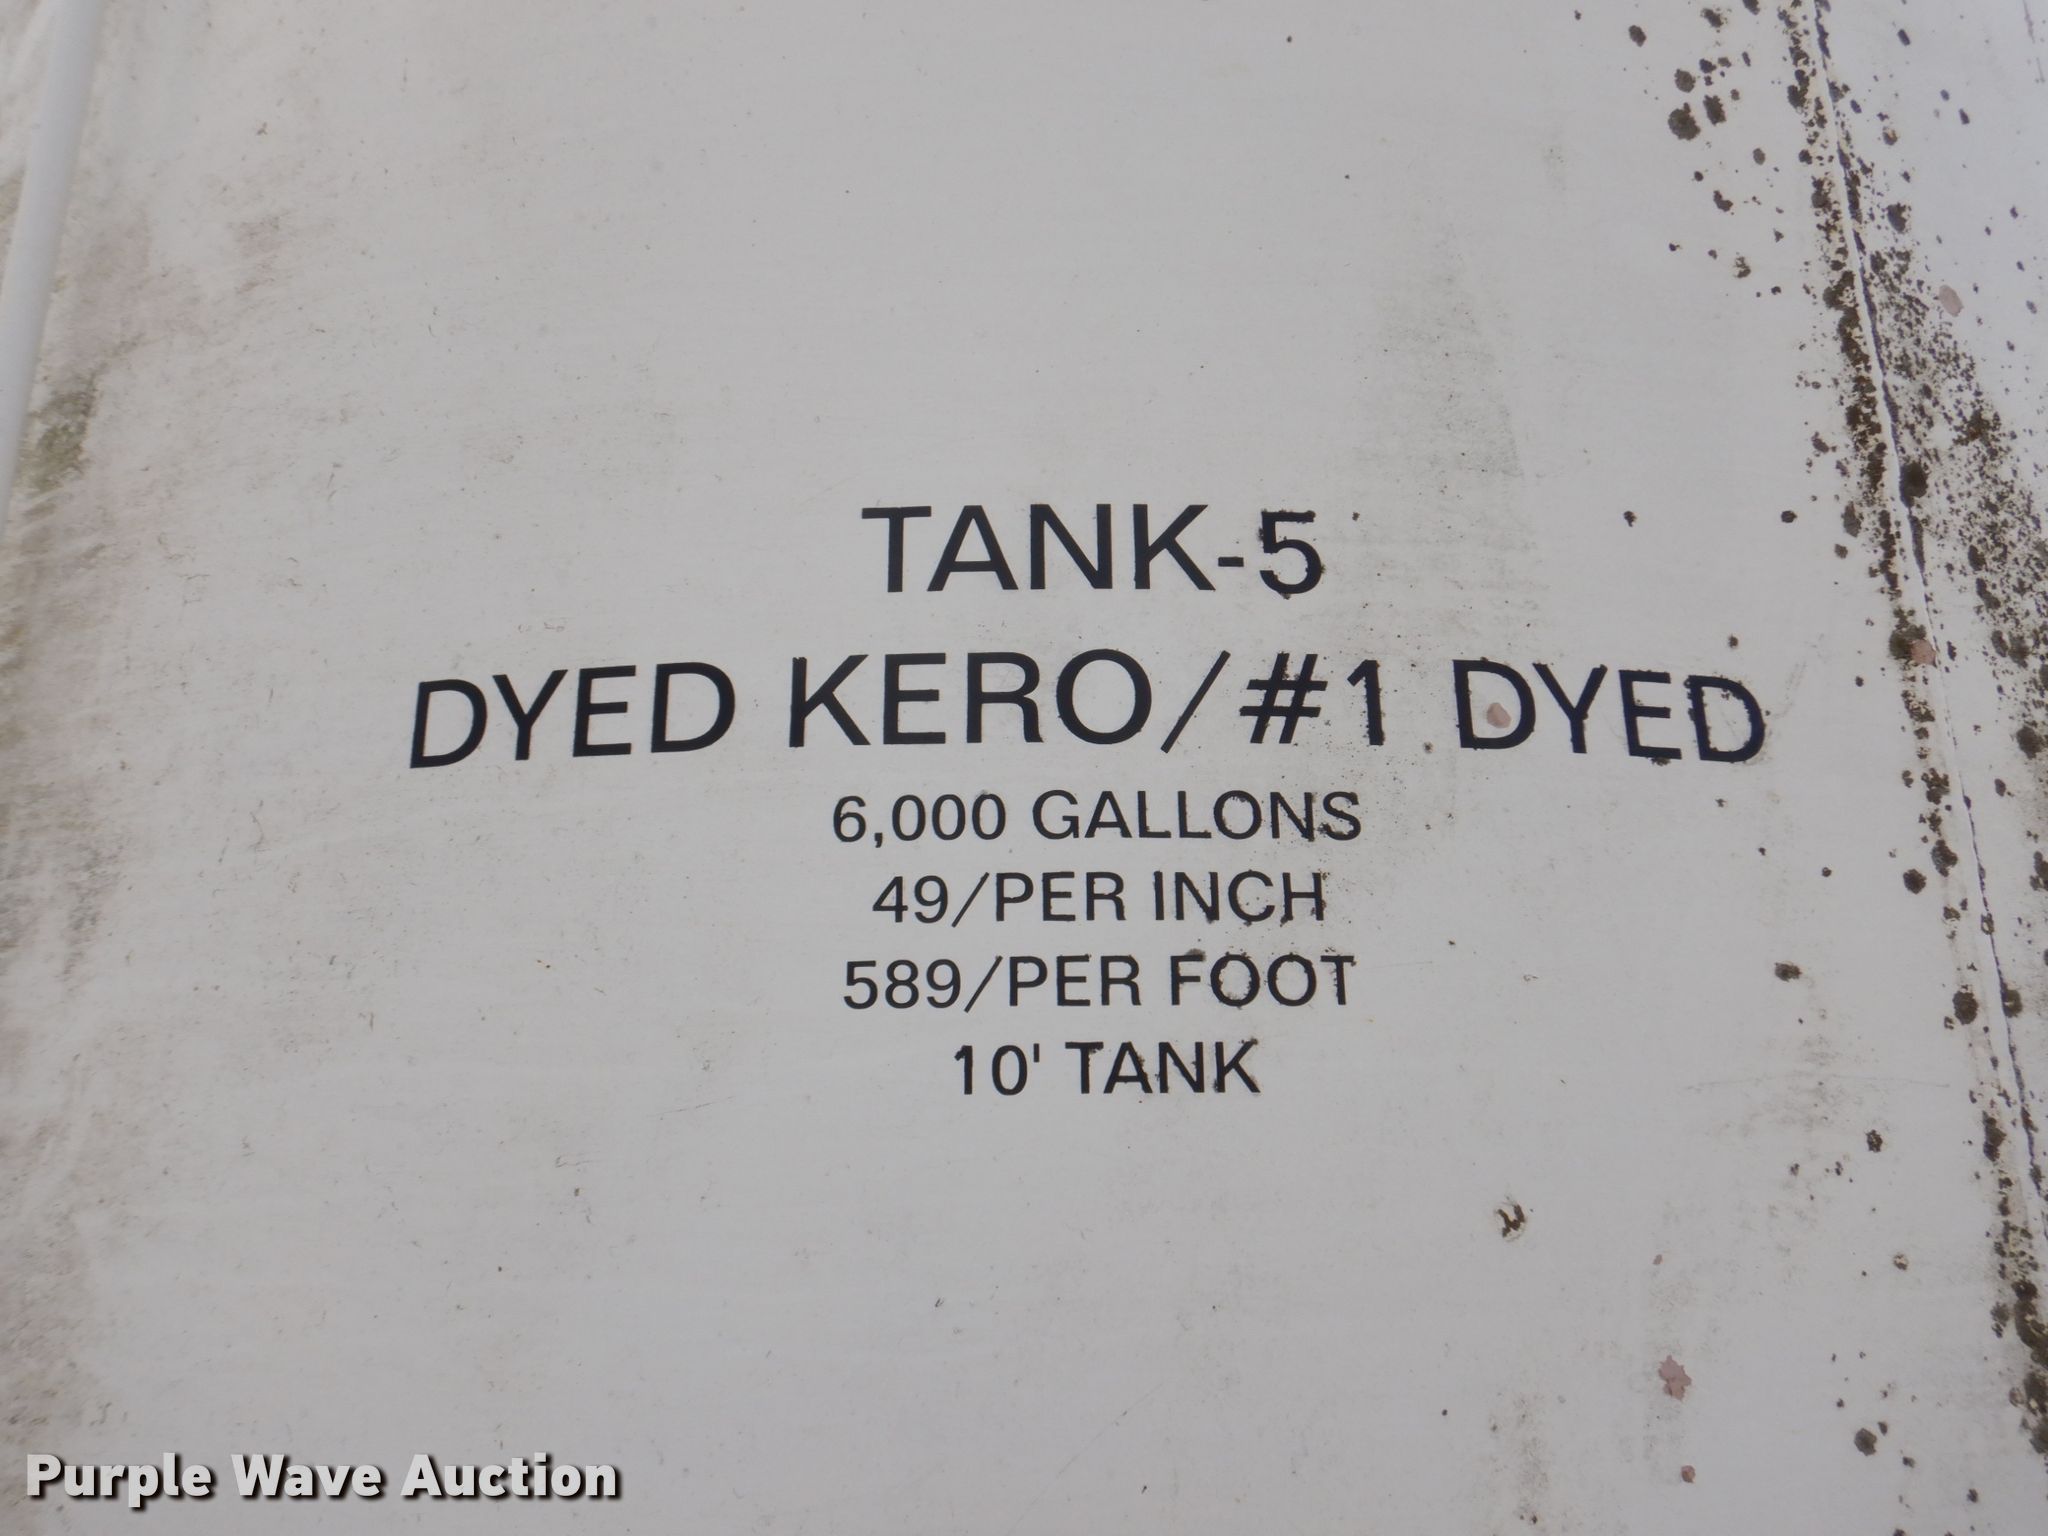 TANK-5
DYED KERO/#1 DYED
6,000 GALLONS
49/PER INCH
589/PER FOOT
10' TANK
Purple Wave Auction